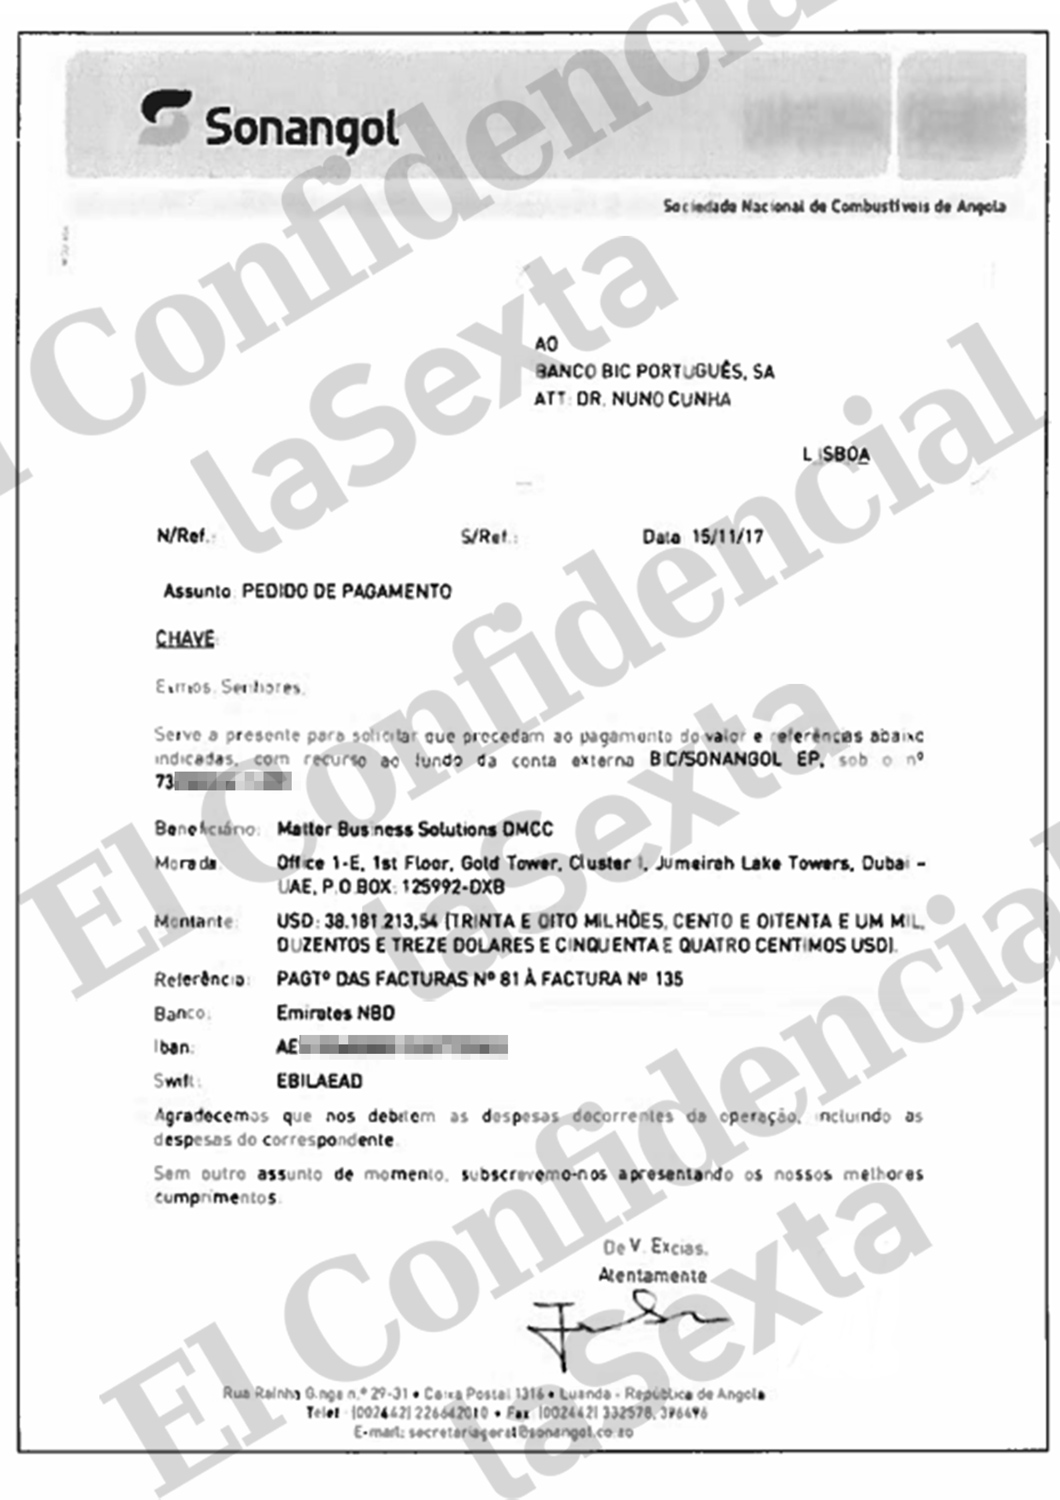 Sonangol
Sociedade Nacional de Combustíveis de Angola
AO
BANCO BIC PORTUGUÊS, SA
ATT: DR. NUNO CUNHA
LISBOA
N/Ref.: S/Ref.: Data 15/11/17
Assunto: PEDIDO DE PAGAMENTO
CHAVE:
Exmos. Senhores,
Serve a presente para solicitar que procedam ao pagamento do valor e referências abaixo
indicadas, com recurso ao fundo da conta externa BIC/SONANGOL EP, sob o nº
73
Beneficiário: Matter Business Solutions DMCC
Morada: Office 1-E, 1st Floor, Gold Tower, Cluster I, Jumeirah Lake Towers, Dubai –
UAE, P.O.BOX: 125992-DXB
Montante: USD: 38.181.213,54 (TRINTA E OITO MILHÕES, CENTO E OITENTA E UM MIL,
DUZENTOS E TREZE DOLARES E CINQUENTA E QUATRO CENTIMOS USD).
Referência: PAGTº DAS FACTURAS Nº 81 À FACTURA Nº 135
Banco: Emirates NBD
Iban: AE
Swift: EBILAEAD
Agradecemos que nos debitem as despesas decorrentes da operação, incluindo as
despesas do correspondente.
Sem outro assunto de momento, subscrevemo-nos apresentando os nossos melhores
cumprimentos.
De V. Excias,
Atentamente
Rua Rainha Ginga n.º 29-31 • Caixa Postal 1316 • Luanda - República de Angola
Telef.: (002442) 226642010 • Fax: (002442) 332578, 396496
E-mail: secretariageral@sonangol.co.ao
El Confidencial
laSexta
El Confidencial
laSexta
El Confidencial
laSexta